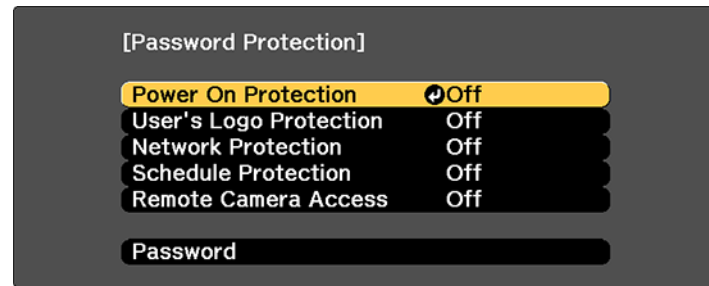 [Password Protection]
Power On Protection Off
User's Logo Protection Off
Network Protection Off
Schedule Protection Off
Remote Camera Access Off
Password